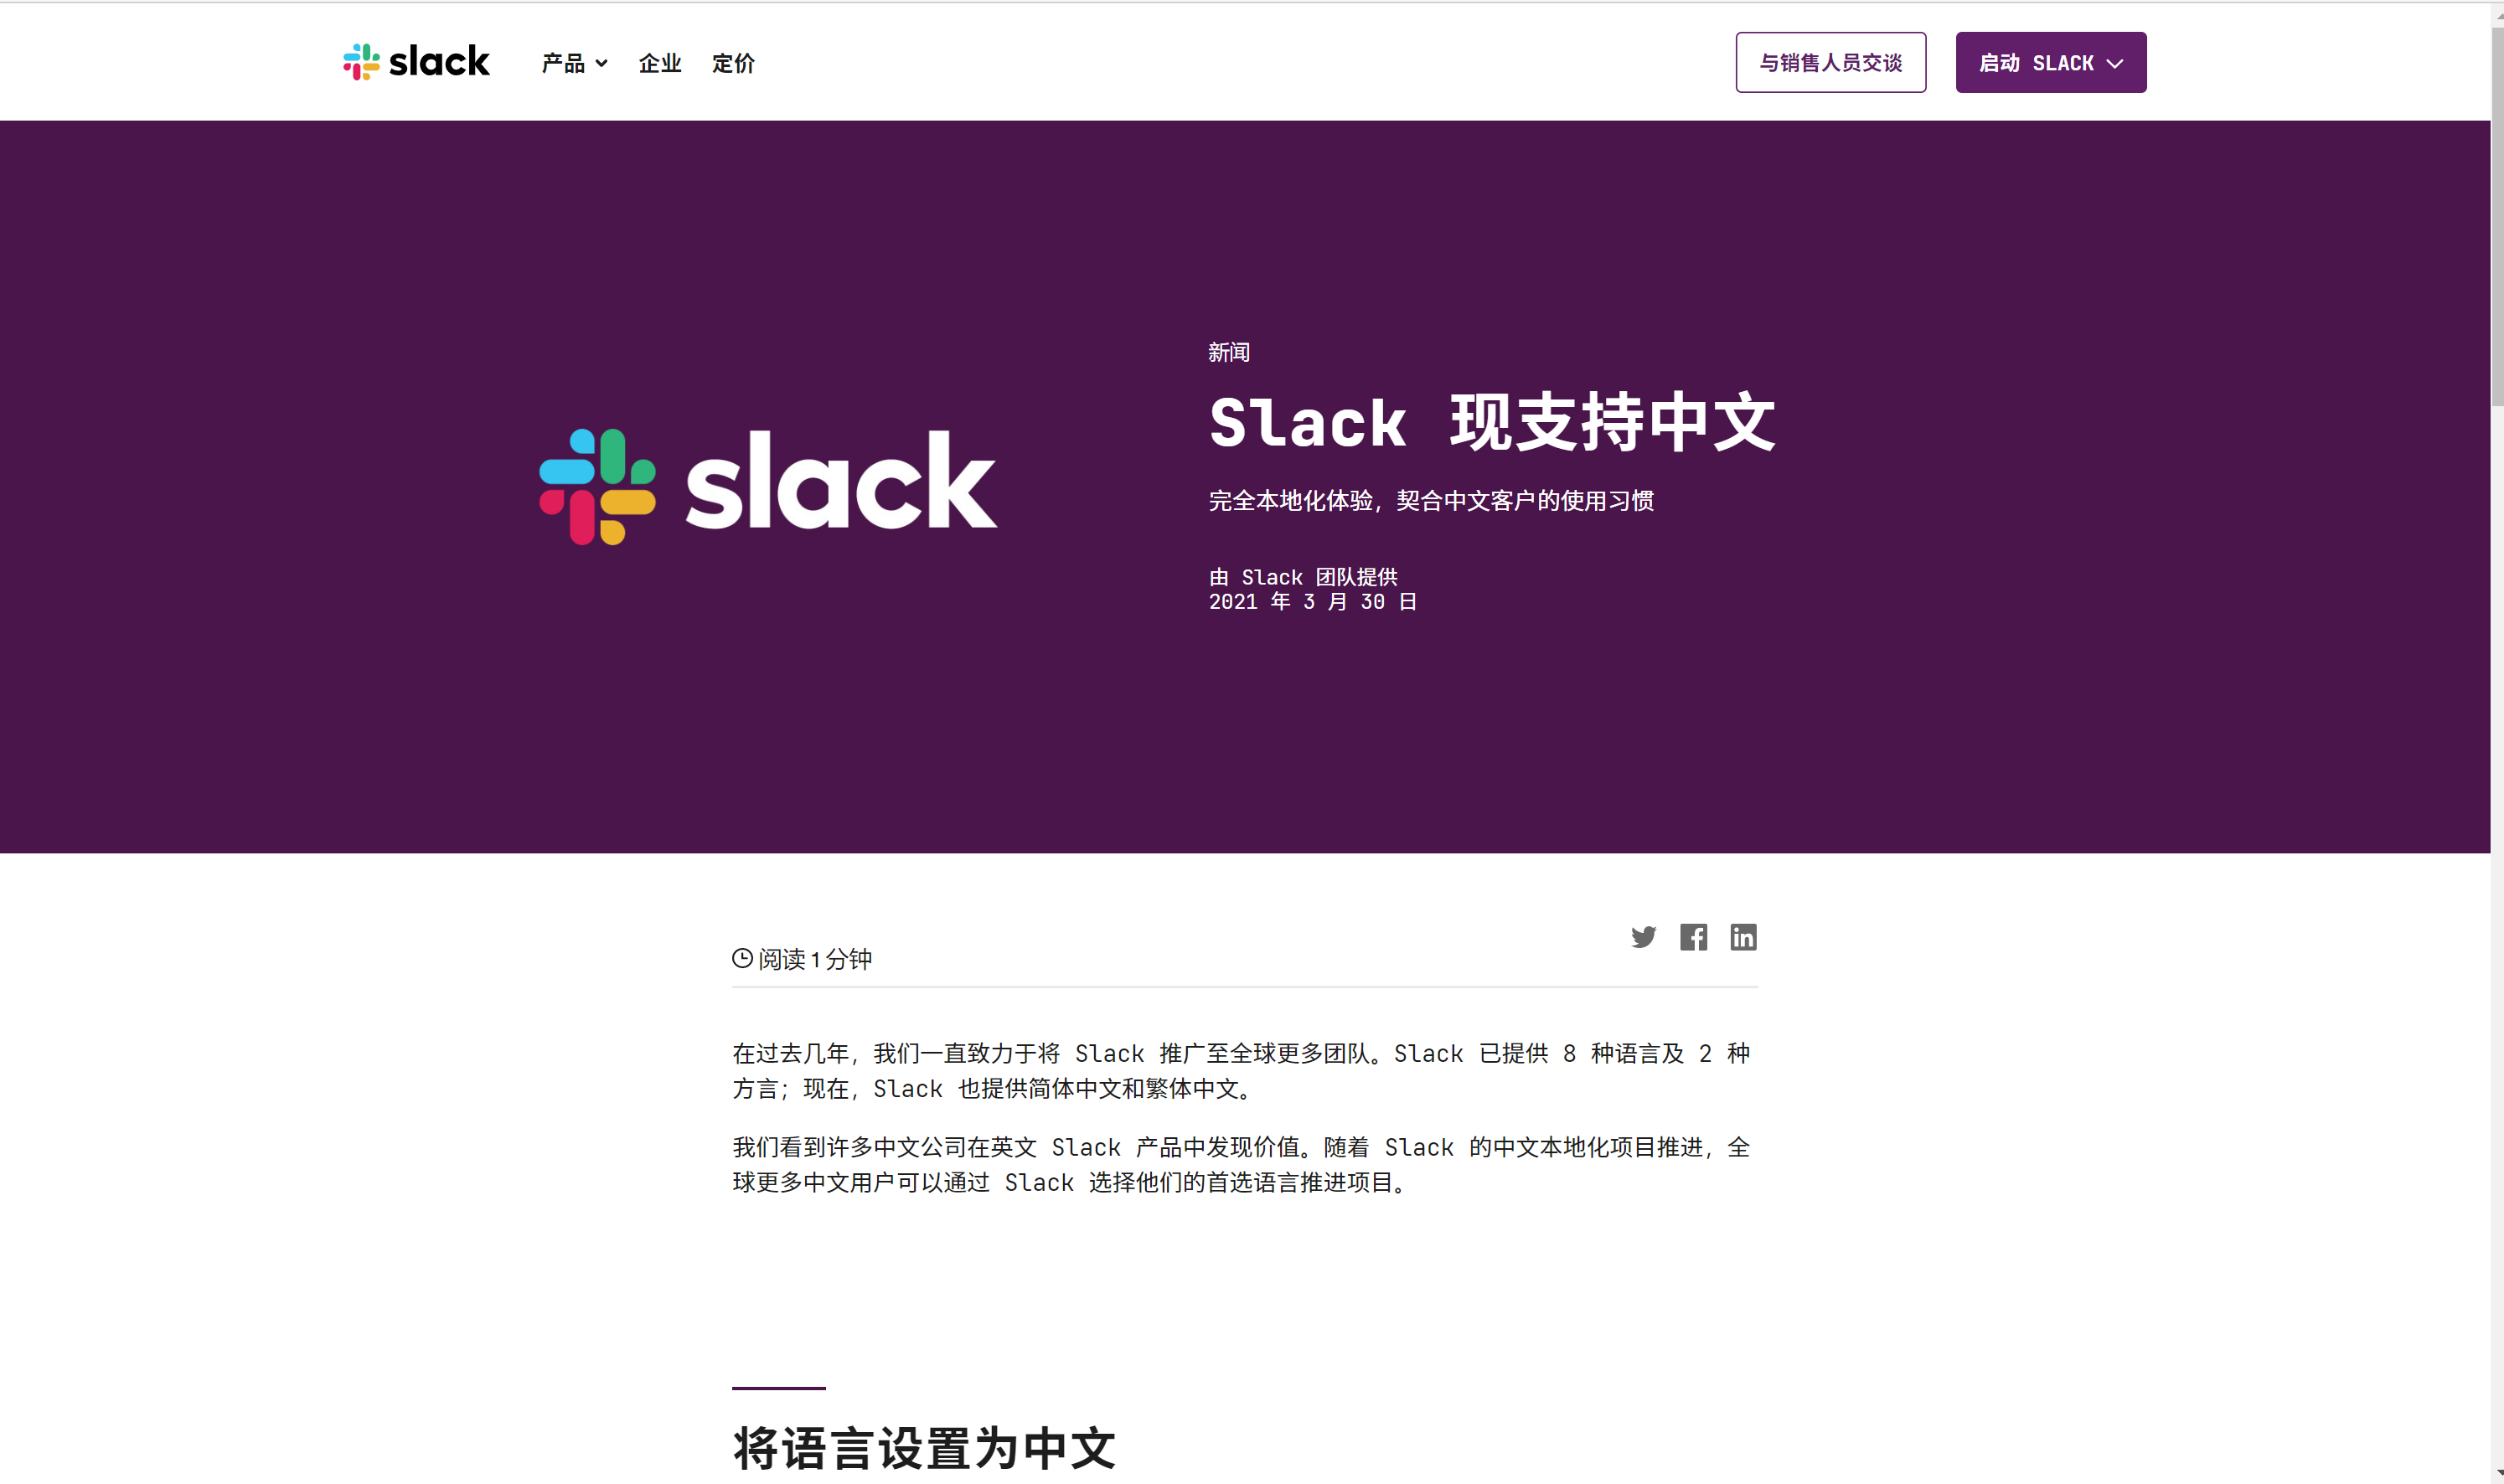 slack 产品 企业 定价 与销售人员交谈 启动 SLACK
slack
新闻
Slack 现支持中文
完全本地化体验，契合中文客户的使用习惯
由 Slack 团队提供
2021 年 3 月 30 日
阅读 1 分钟
在过去几年，我们一直致力于将 Slack 推广至全球更多团队。Slack 已提供 8 种语言及 2 种
方言；现在，Slack 也提供简体中文和繁体中文。
我们看到许多中文公司在英文 Slack 产品中发现价值。随着 Slack 的中文本地化项目推进，全
球更多中文用户可以通过 Slack 选择他们的首选语言推进项目。
将语言设置为中文